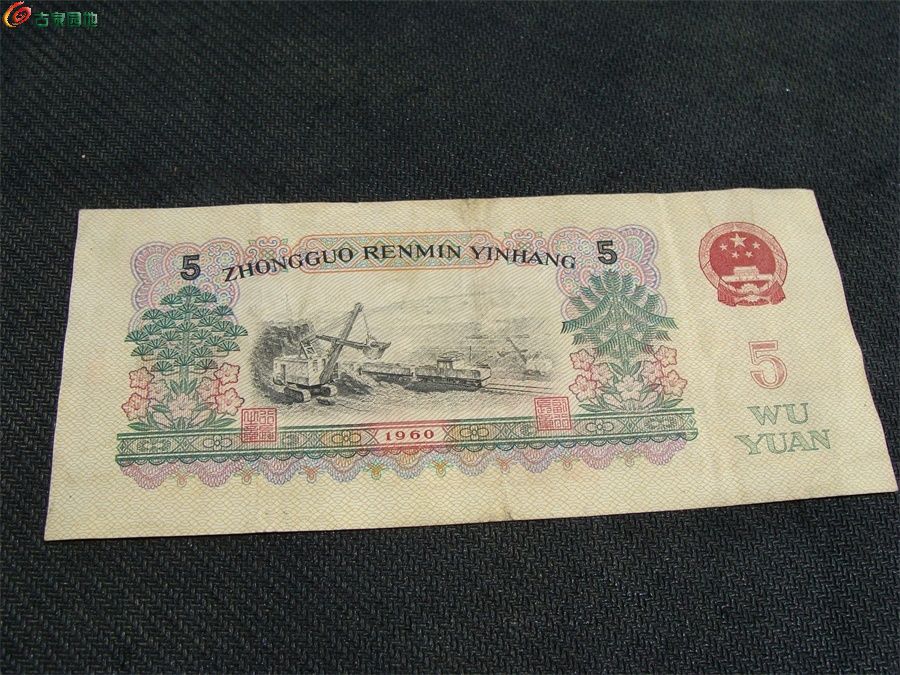 古泉园地
5 ZHONGGUO RENMIN YINHANG 5
5
WU
YUAN
1960